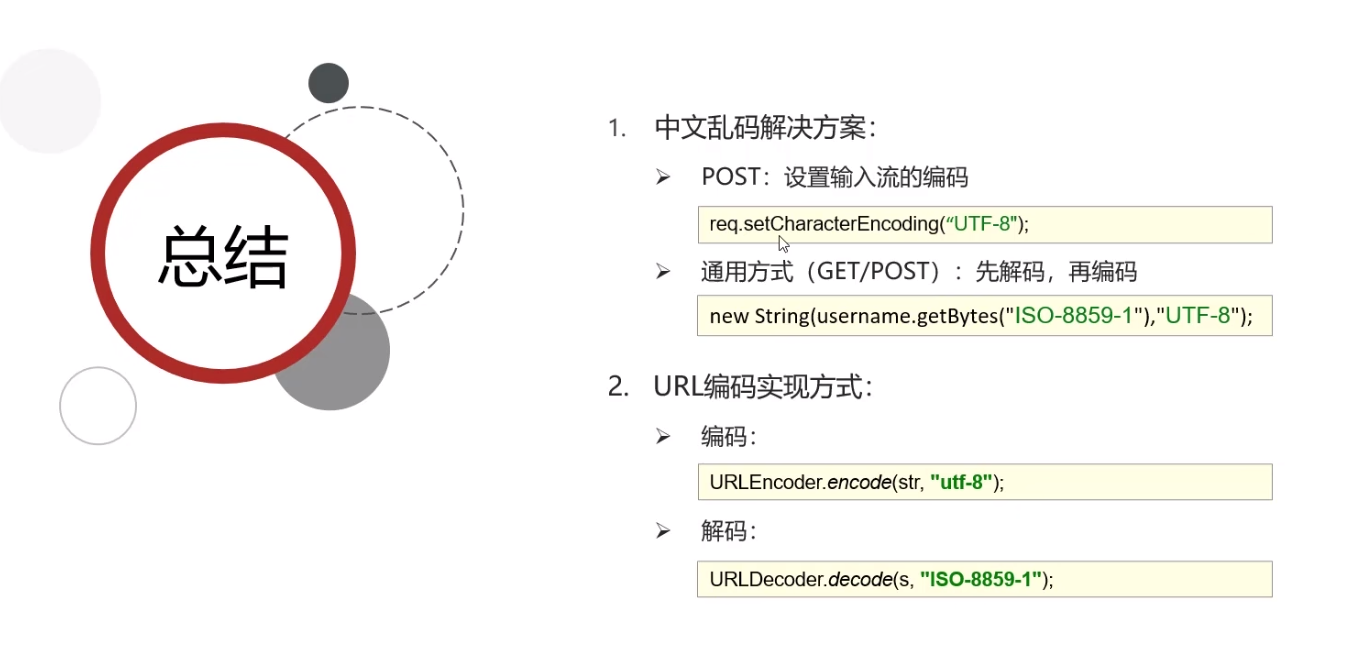 总结
1. 中文乱码解决方案：
➢ POST：设置输入流的编码
req.setCharacterEncoding(“UTF-8");
➢ 通用方式（GET/POST）：先解码，再编码
new String(username.getBytes("ISO-8859-1"),"UTF-8");
2. URL编码实现方式：
➢ 编码：
URLEncoder.encode(str, "utf-8");
➢ 解码：
URLDecoder.decode(s, "ISO-8859-1");